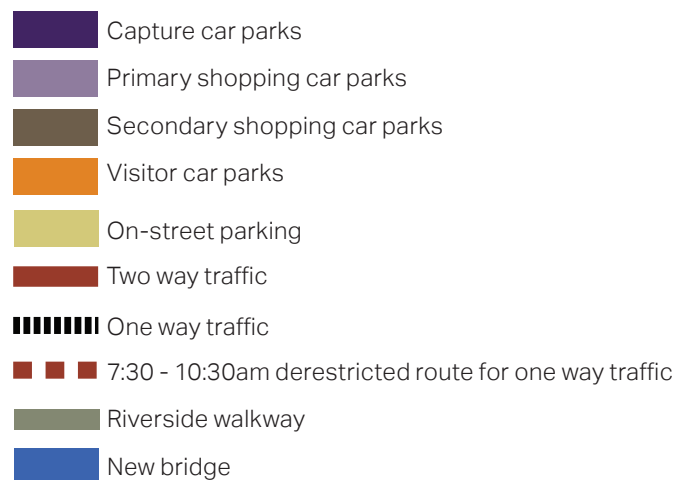 Capture car parks
Primary shopping car parks
Secondary shopping car parks
Visitor car parks
On-street parking
Two way traffic
One way traffic
7:30 - 10:30am derestricted route for one way traffic
Riverside walkway
New bridge